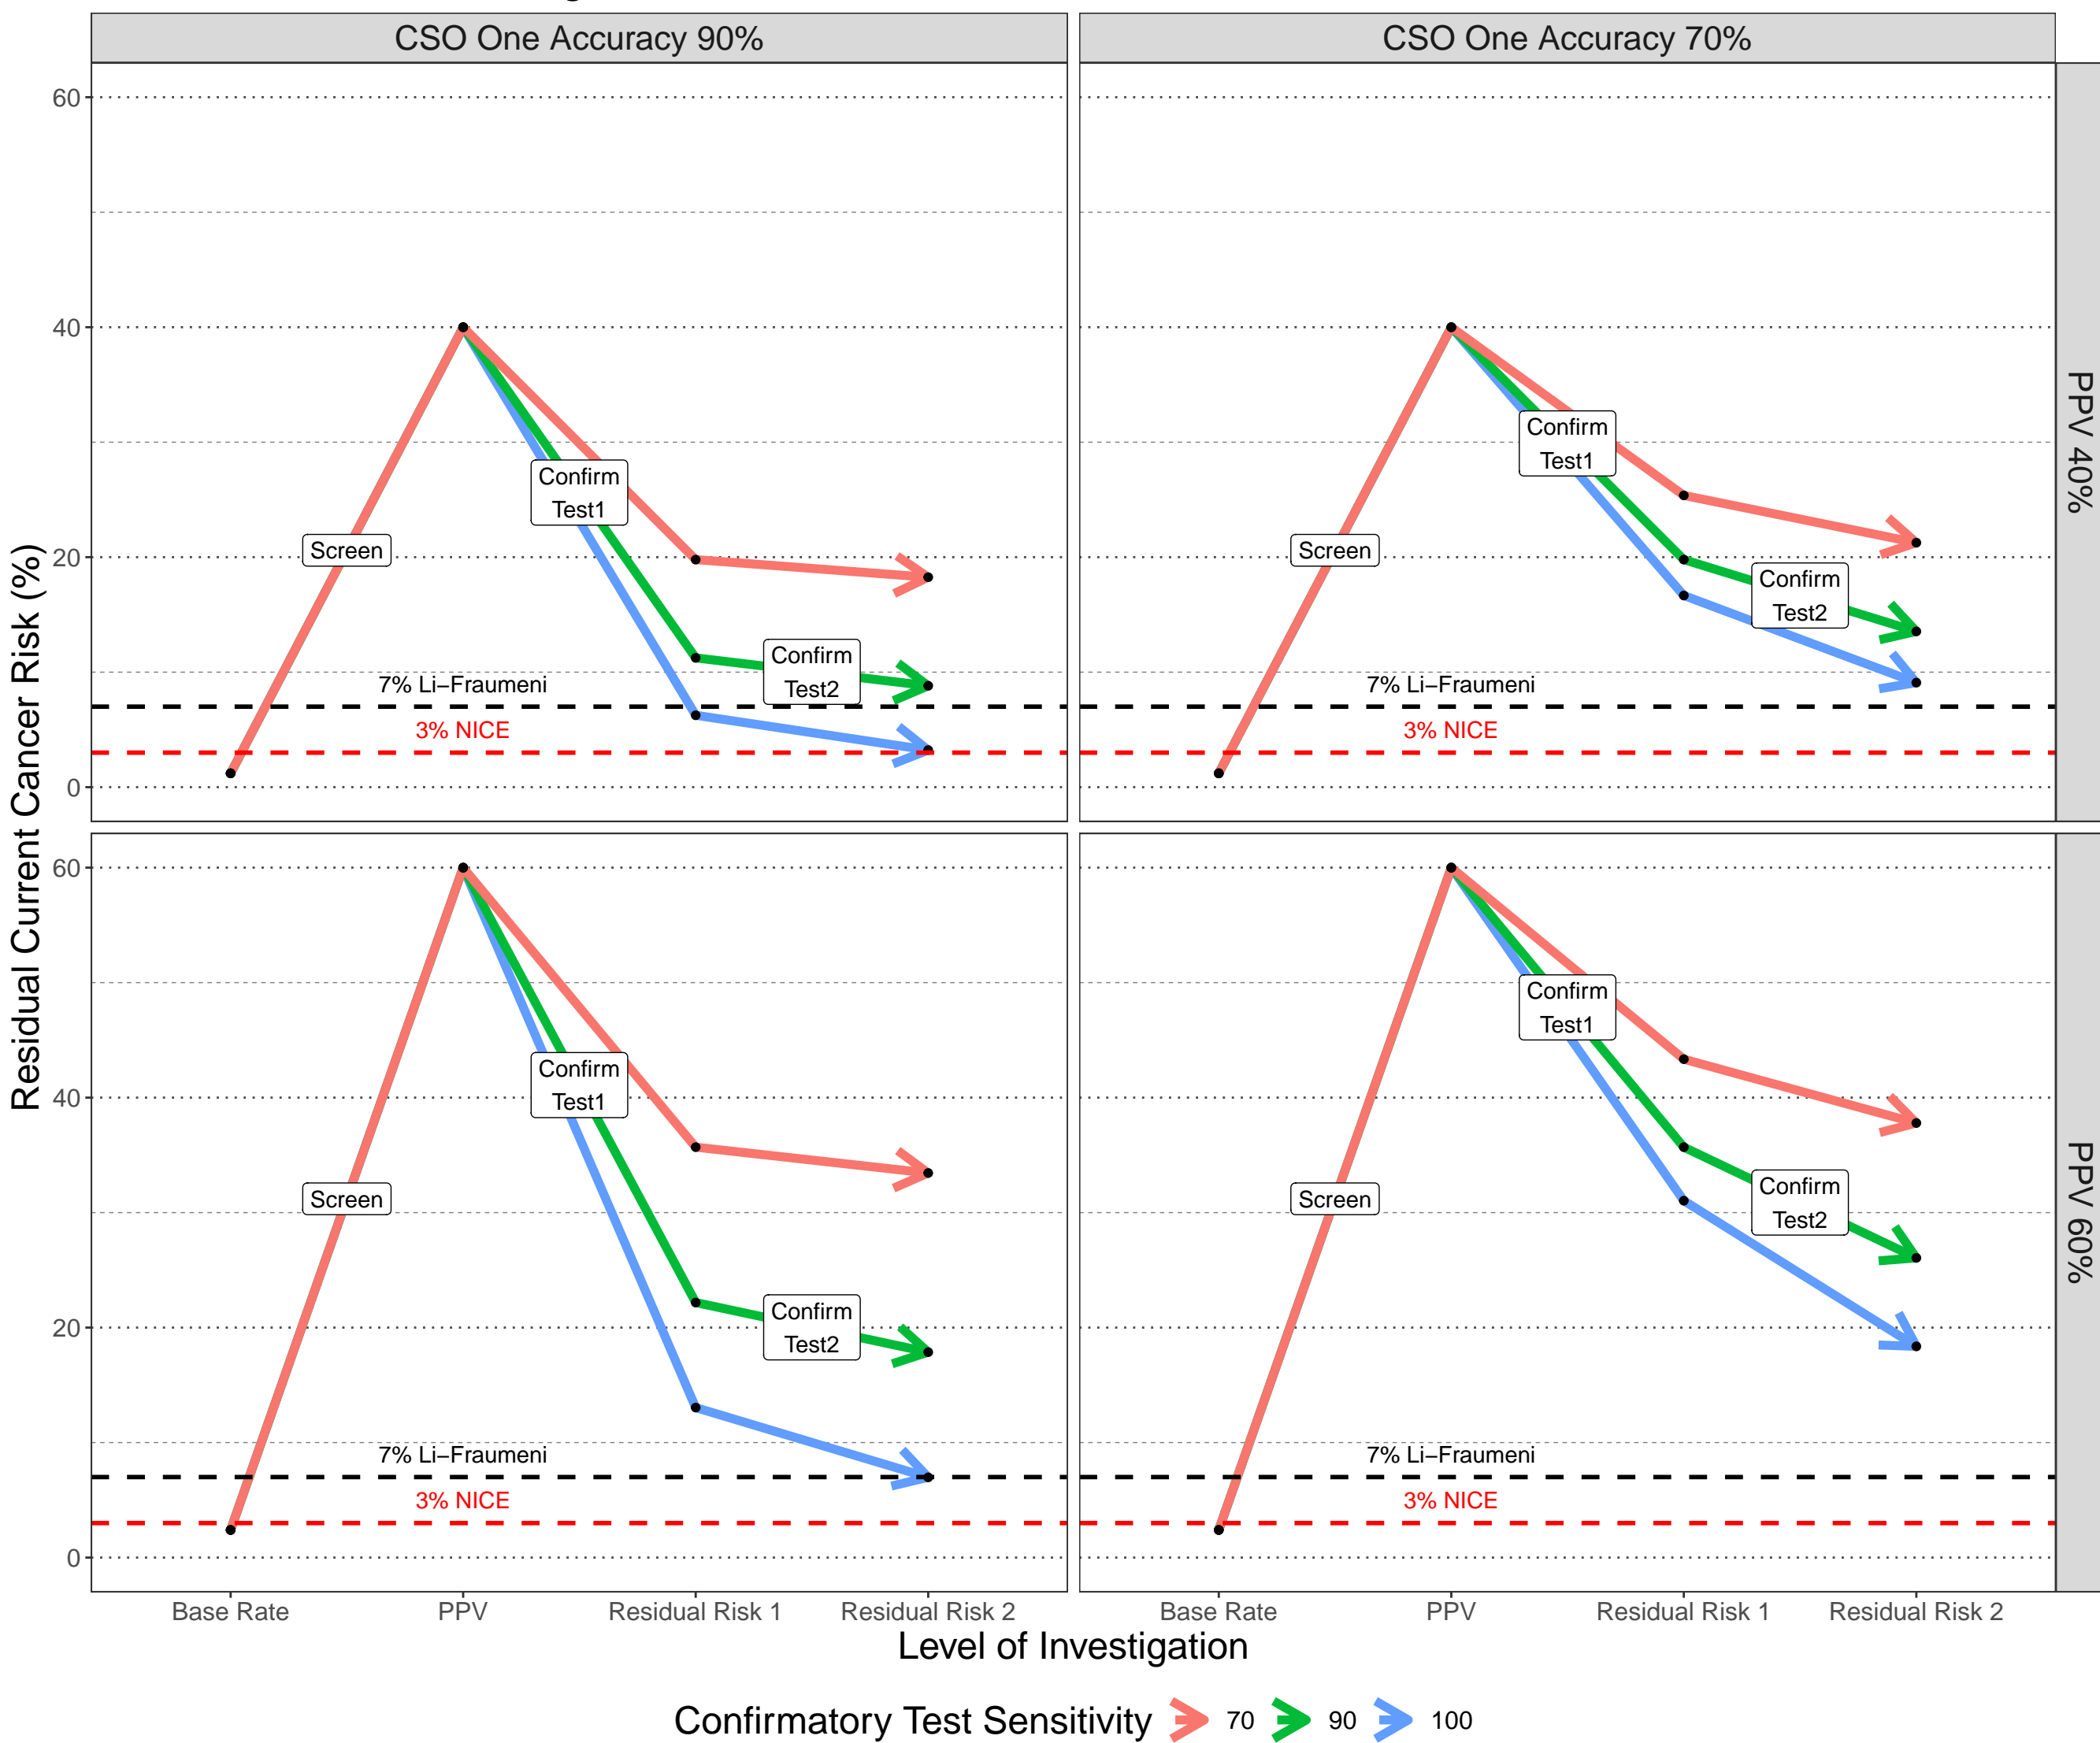 CSO One Accuracy 90%
CSO One Accuracy 70%
PPV 40%
PPV 60%
Residual Current Cancer Risk (%)
60
40
20
0
Screen
Confirm
Test1
Confirm
Test2
7% Li−Fraumeni
3% NICE
Screen
Confirm
Test1
Confirm
Test2
7% Li−Fraumeni
3% NICE
60
40
20
0
Screen
Confirm
Test1
Confirm
Test2
7% Li−Fraumeni
3% NICE
Screen
Confirm
Test1
Confirm
Test2
7% Li−Fraumeni
3% NICE
Base Rate PPV Residual Risk 1 Residual Risk 2
Base Rate PPV Residual Risk 1 Residual Risk 2
Level of Investigation
Confirmatory Test Sensitivity 70 90 100